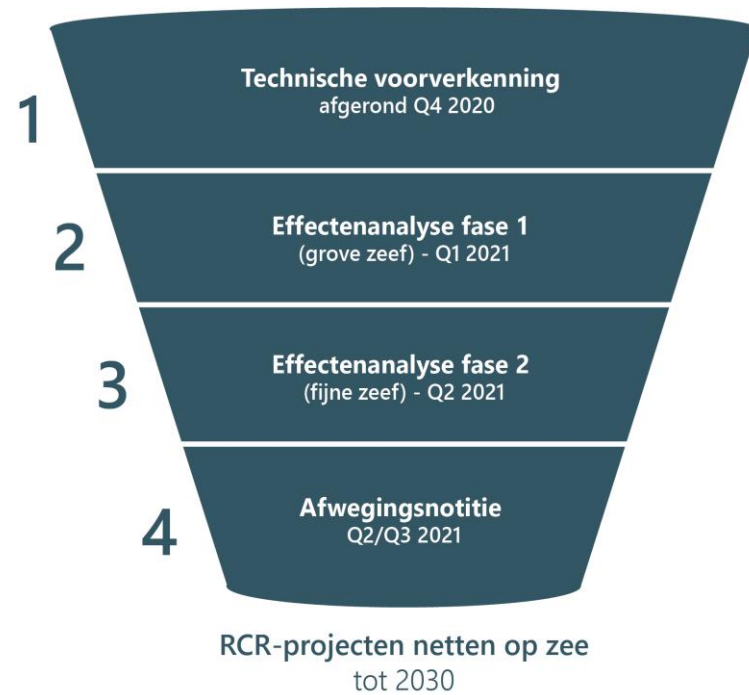 1
Technische voorverkenning
afgerond Q4 2020
2
Effectenanalyse fase 1
(grove zeef) - Q1 2021
3
Effectenanalyse fase 2
(fijne zeef) - Q2 2021
4
Afwegingsnotitie
Q2/Q3 2021
RCR-projecten netten op zee
tot 2030